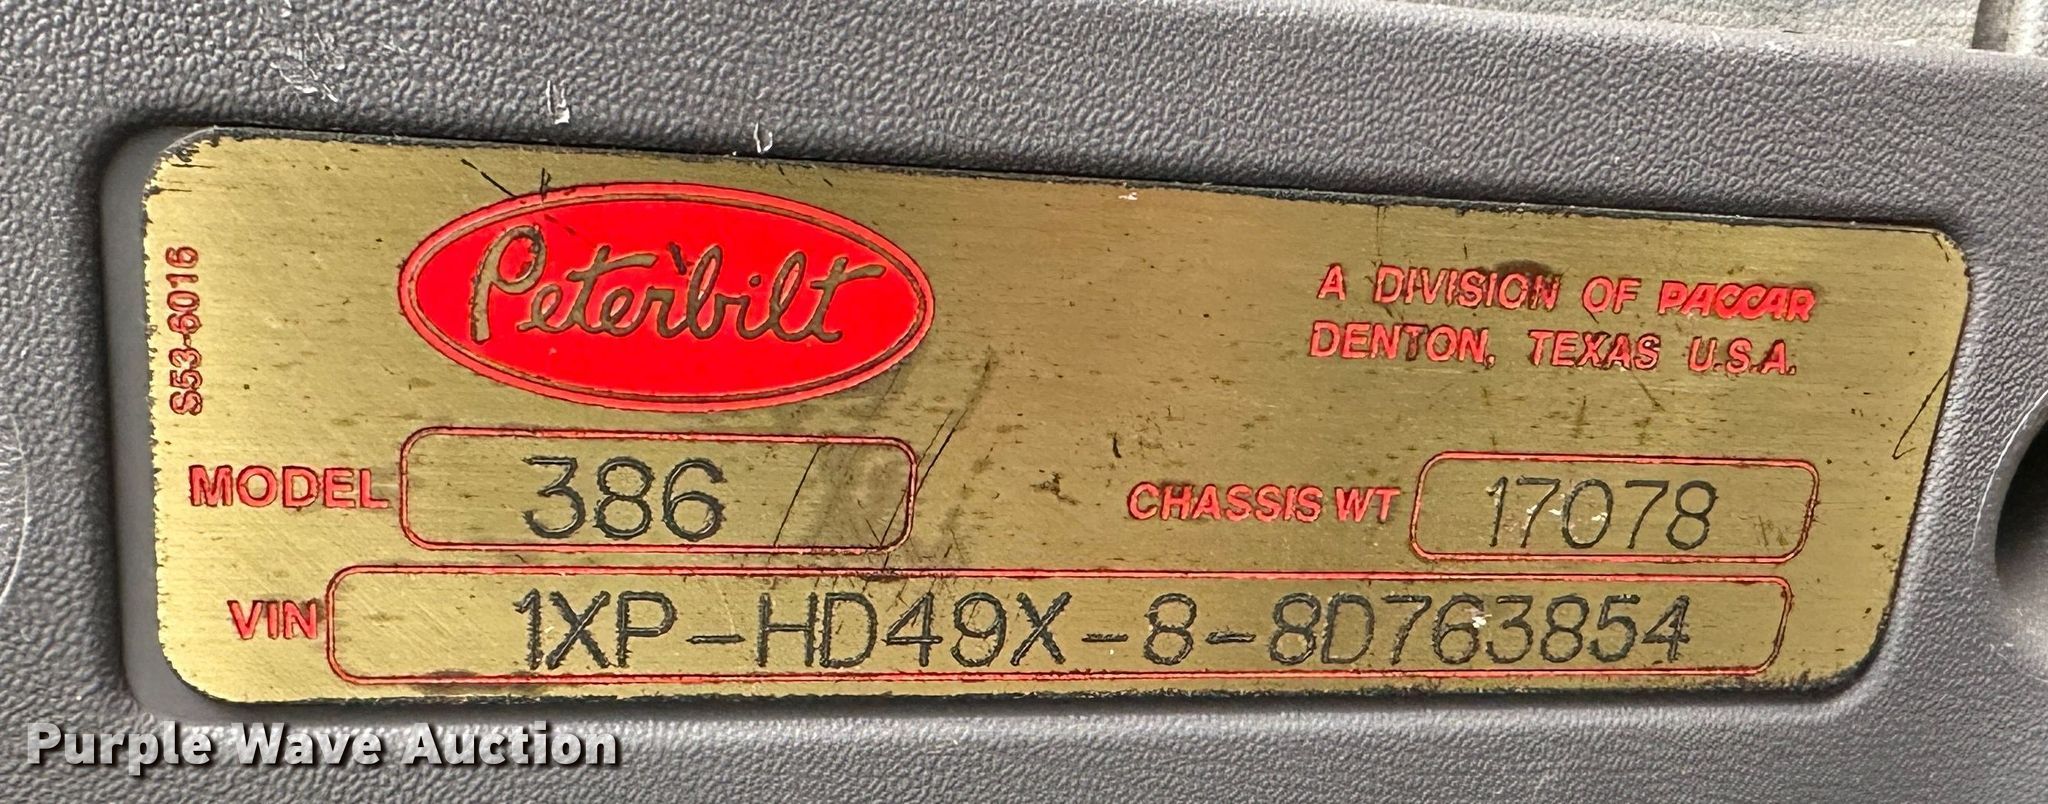 Peterbilt
A DIVISION OF PACCAR
DENTON, TEXAS U.S.A.
S53-6016
MODEL 386
CHASSIS WT 17078
VIN 1XP-HD49X-8-8D763854
Purple Wave Auction